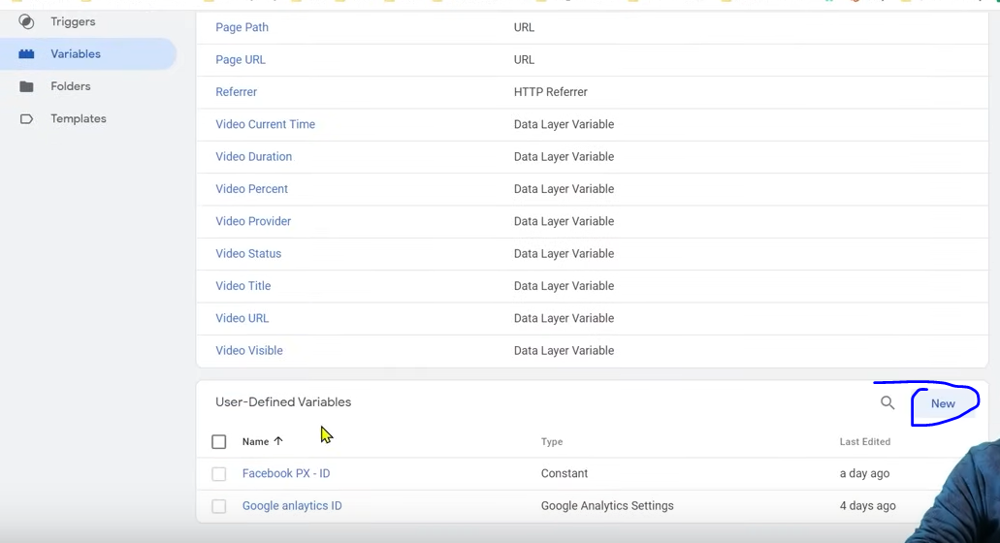 Triggers
Variables
Folders
Templates
Page Path URL
Page URL URL
Referrer HTTP Referrer
Video Current Time Data Layer Variable
Video Duration Data Layer Variable
Video Percent Data Layer Variable
Video Provider Data Layer Variable
Video Status Data Layer Variable
Video Title Data Layer Variable
Video URL Data Layer Variable
Video Visible Data Layer Variable
User-Defined Variables New
Name Type Last Edited
Facebook PX - ID Constant a day ago
Google anlaytics ID Google Analytics Settings 4 days ago